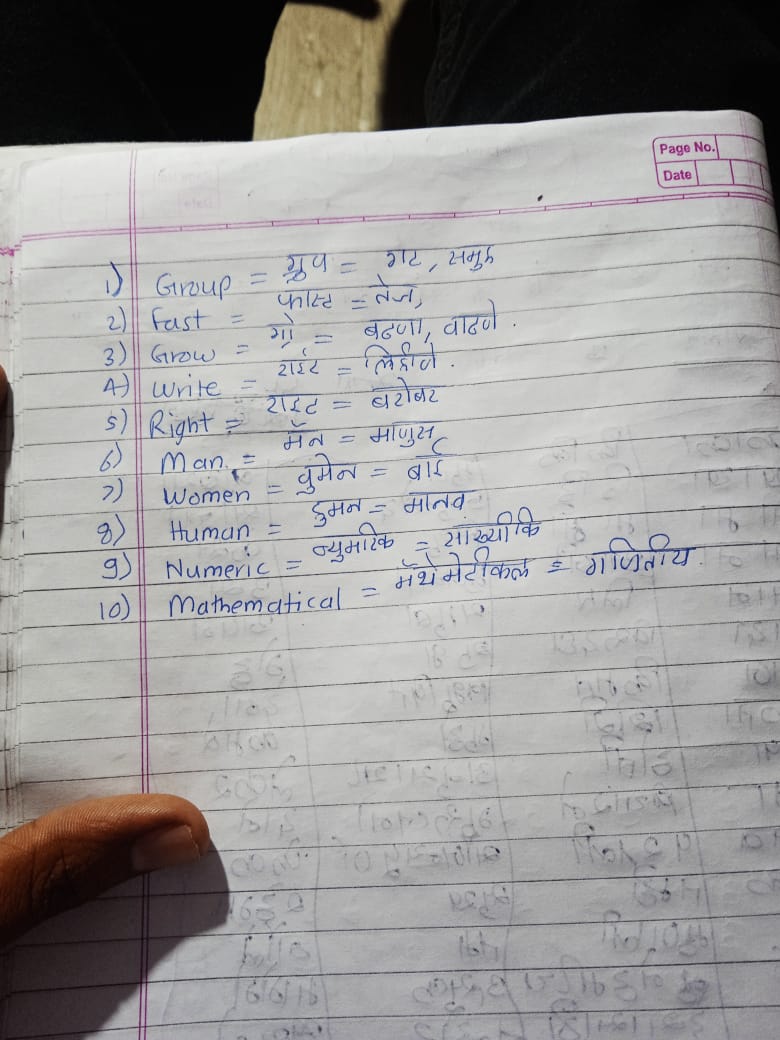 Page No.
Date
1) Group = ग्रुप = गट, समुह
2) Fast = फास्ट = तेज,
3) Grow = ग्रो = बढणा, वाढणे.
4) Write = राईट = लिहीणे.
5) Right = राइट = बरोबर
6) Man = मॅन = माणुस
7) Women = वुमेन = बाई
8) Human = हुमन = मानव
9) Numeric = न्युमरिक = सांख्यीकि
10) Mathematical = मॅथेमेटीकल = गणितीय.